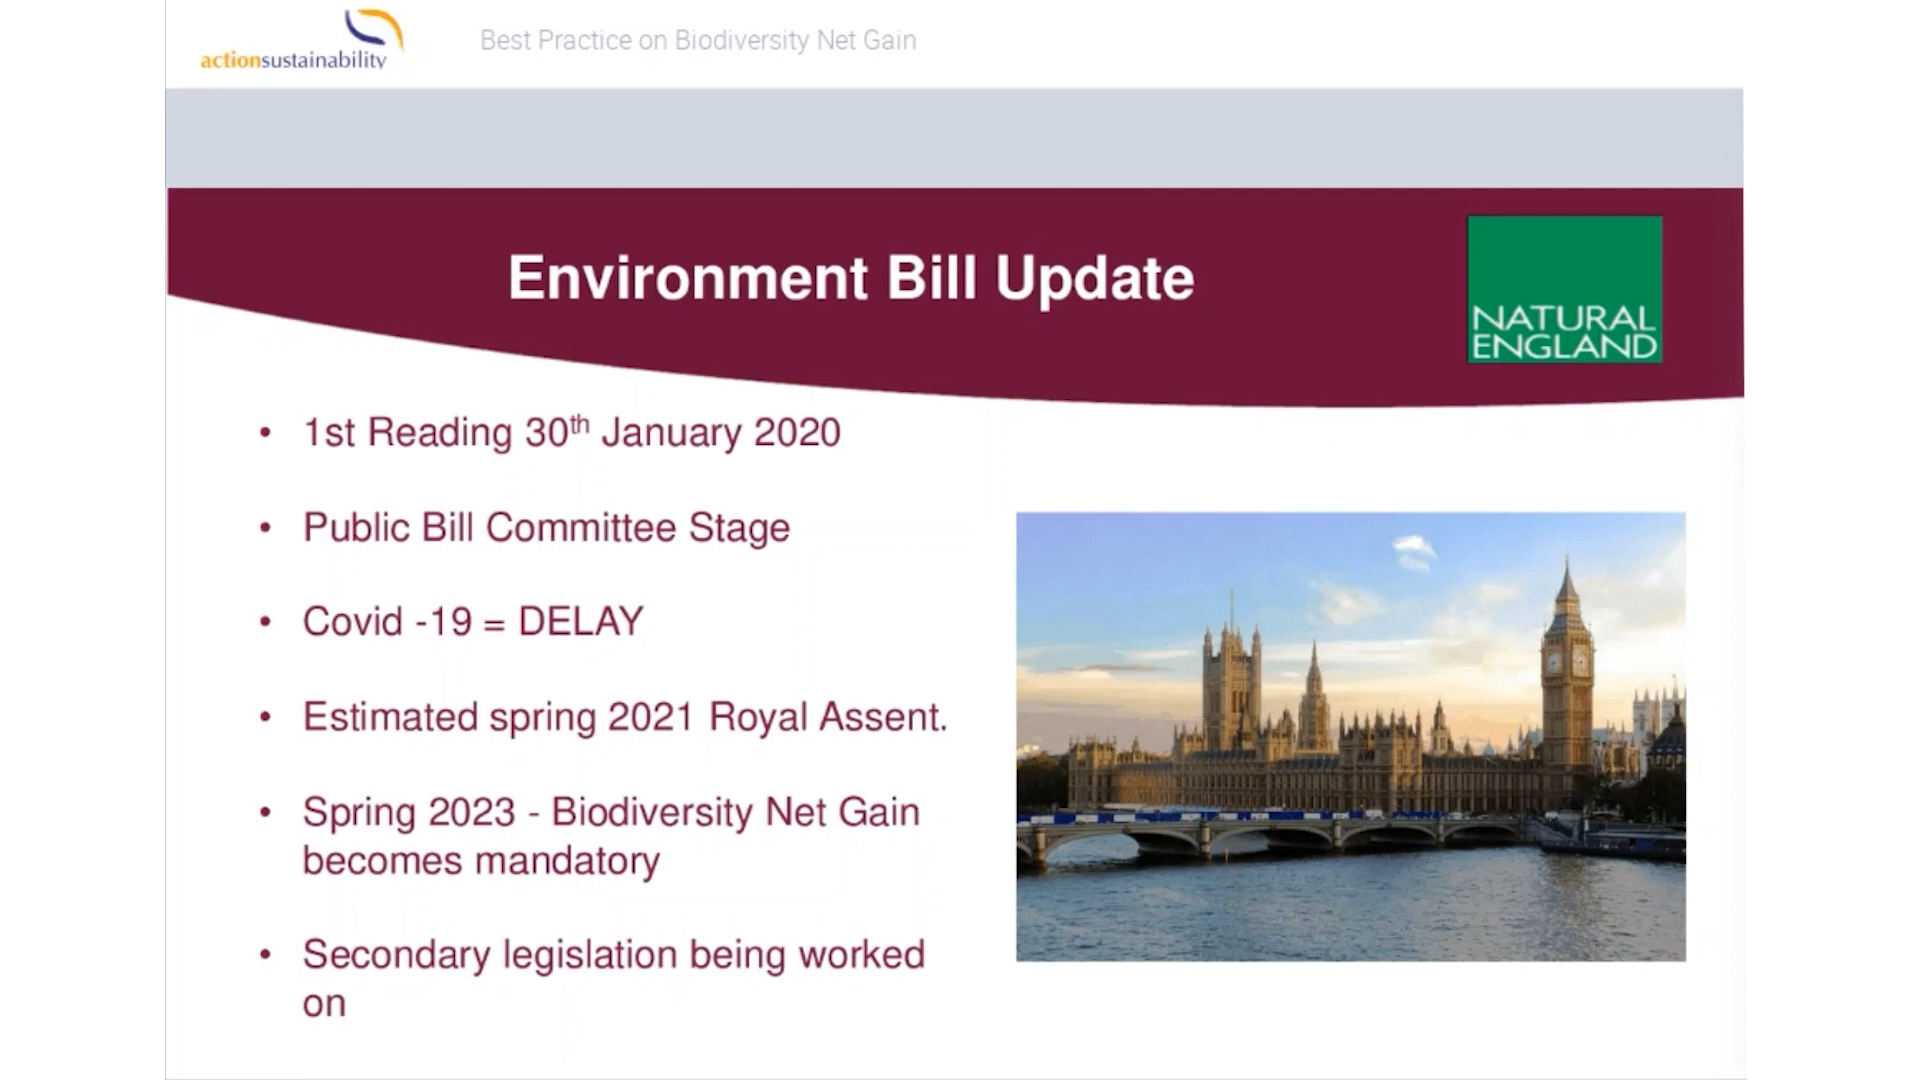 actionsustainability
Best Practice on Biodiversity Net Gain
Environment Bill Update
NATURAL
ENGLAND
• 1st Reading 30th January 2020
• Public Bill Committee Stage
• Covid -19 = DELAY
• Estimated spring 2021 Royal Assent.
• Spring 2023 - Biodiversity Net Gain
becomes mandatory
• Secondary legislation being worked
on